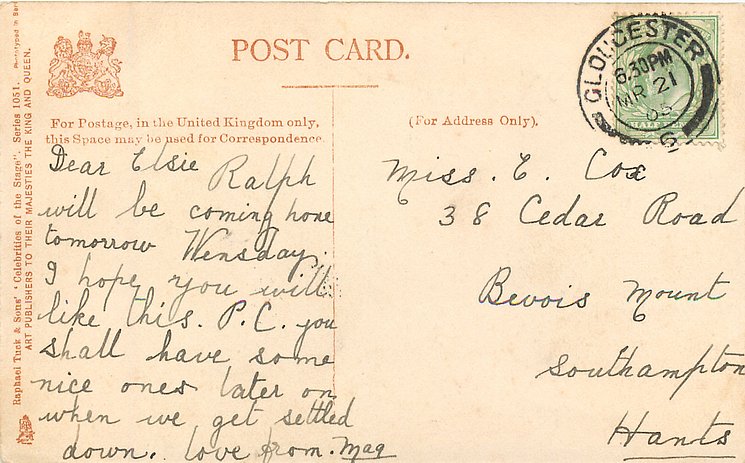 POST CARD.
For Postage, in the United Kingdom only,
this Space may be used for Correspondence.
(For Address Only).
Raphael Tuck & Sons' "Celebrities of the Stage". Series 1051.
ART PUBLISHERS TO THEIR MAJESTIES THE KING AND QUEEN.
GLOUCESTER
6.30PM
MR 21
05
Dear Elsie Ralph
will be coming hone
tomorrow Wensday.
I hope you will
like this. P.C. you
shall have some
nice ones later on
when we get settled
down. love from. Mag
Miss. E. Cox
38 Cedar Road
Bevois Mount
Southampton
Hants